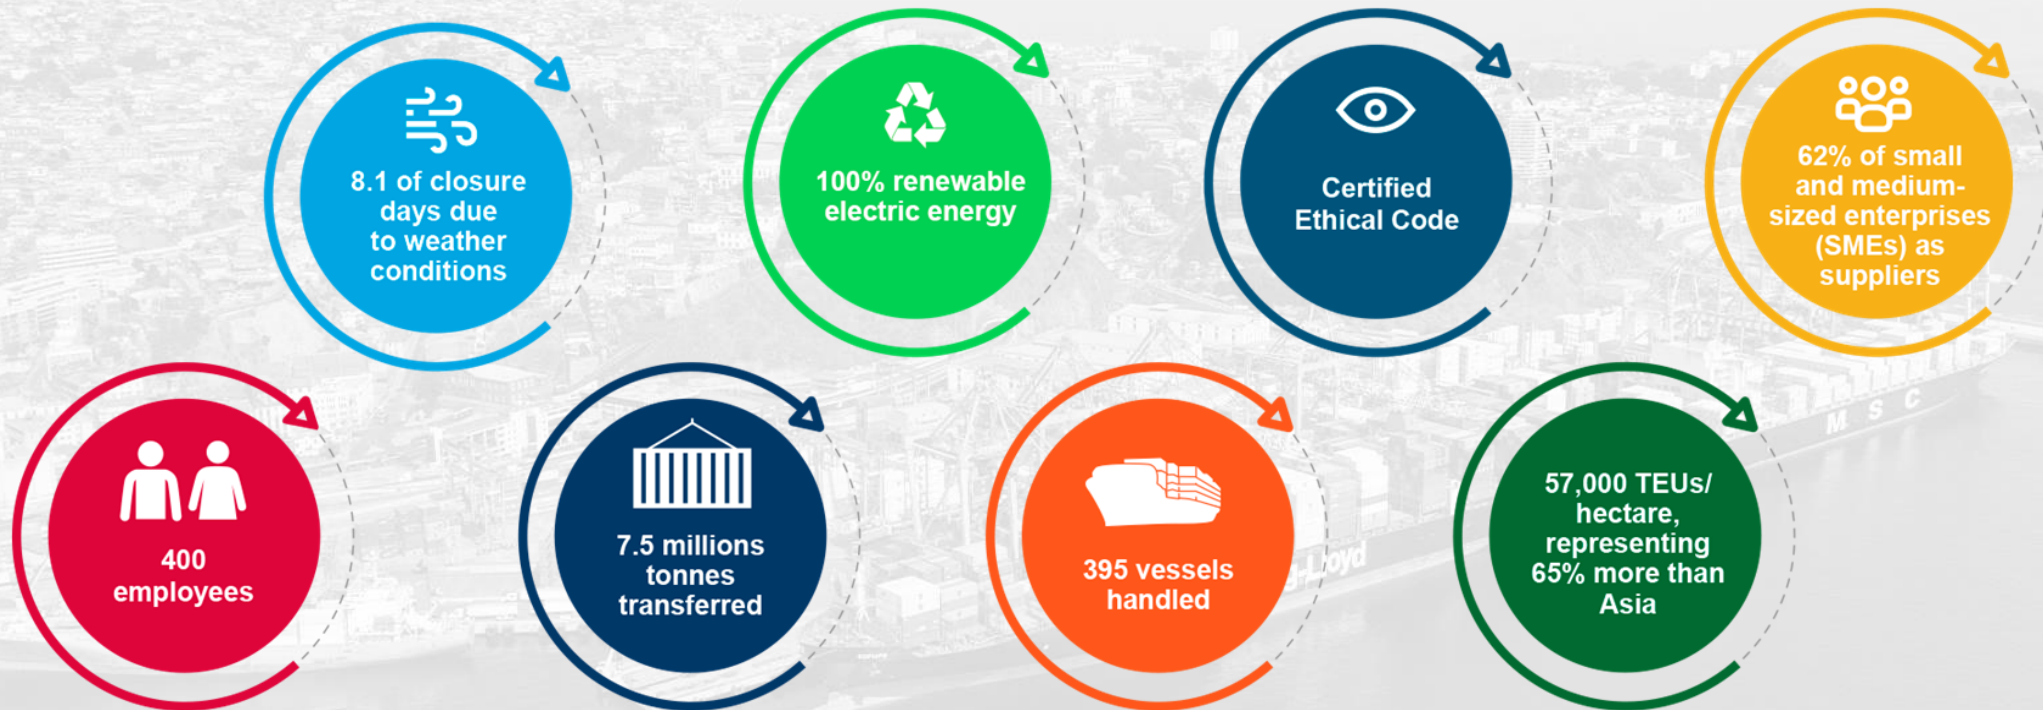 8.1 of closure
days due
to weather
conditions
100% renewable
electric energy
Certified
Ethical Code
62% of small
and medium-
sized enterprises
(SMEs) as
suppliers
400
employees
7.5 millions
tonnes
transferred
395 vessels
handled
57,000 TEUs/
hectare,
representing
65% more than
Asia
M S C
-Lloyd